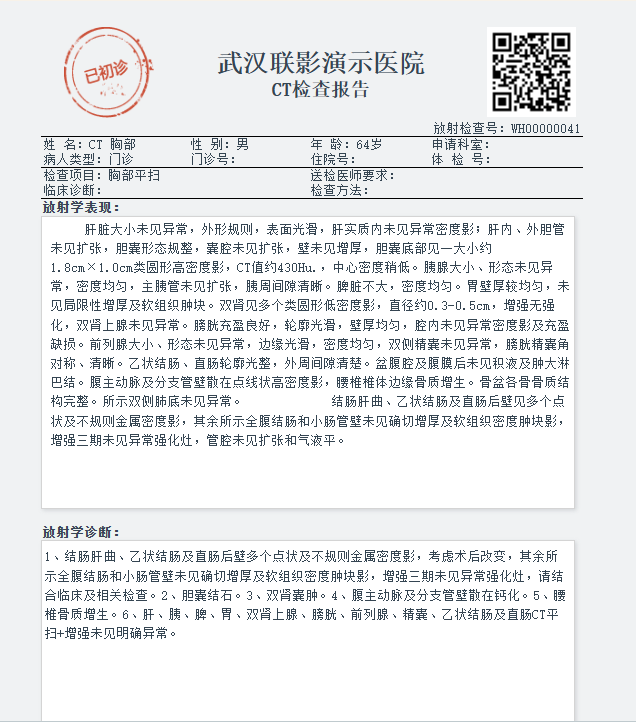 已初诊
武汉联影演示医院
CT检查报告
放射检查号: WH00000041
姓 名: CT 胸部 性 别: 男 年 龄: 64岁 申请科室:
病人类型: 门诊 门诊号: 住院号: 体 检 号:
检查项目: 胸部平扫 送检医师要求:
临床诊断: 检查方法:
放射学表现:
肝脏大小未见异常，外形规则，表面光滑，肝实质内未见异常密度影；肝内、外胆管
未见扩张，胆囊形态规整，囊腔未见扩张，壁未见增厚，胆囊底部见一大小约
1.8cm×1.0cm类圆形高密度影，CT值约430Hu.，中心密度稍低。胰腺大小、形态未见异
常，密度均匀，主胰管未见扩张，胰周间隙清晰。脾脏不大，密度均匀。胃壁厚较均匀，未
见局限性增厚及软组织肿块。双肾见多个类圆形低密度影，直径约0.3-0.5cm，增强无强
化，双肾上腺未见异常。膀胱充盈良好，轮廓光滑，壁厚均匀，腔内未见异常密度影及充盈
缺损。前列腺大小、形态未见异常，边缘光滑，密度均匀，双侧精囊未见异常，膀胱精囊角
对称、清晰。乙状结肠、直肠轮廓光整，外周间隙清楚。盆腹腔及腹膜后未见积液及肿大淋
巴结。腹主动脉及分支管壁散在点线状高密度影，腰椎椎体边缘骨质增生。骨盆各骨骨质结
构完整。所示双侧肺底未见异常。 结肠肝曲、乙状结肠及直肠后壁见多个点
状及不规则金属密度影，其余所示全腹结肠和小肠管壁未见确切增厚及软组织密度肿块影，
增强三期未见异常强化灶，管腔未见扩张和气液平。
放射学诊断:
1、结肠肝曲、乙状结肠及直肠后壁多个点状及不规则金属密度影，考虑术后改变，其余所
示全腹结肠和小肠管壁未见确切增厚及软组织密度肿块影，增强三期未见异常强化灶，请结
合临床及相关检查。2、胆囊结石。3、双肾囊肿。4、腹主动脉及分支管壁散在钙化。5、腰
椎骨质增生。6、肝、胰、脾、胃、双肾上腺、膀胱、前列腺、精囊、乙状结肠及直肠CT平
扫+增强未见明确异常。